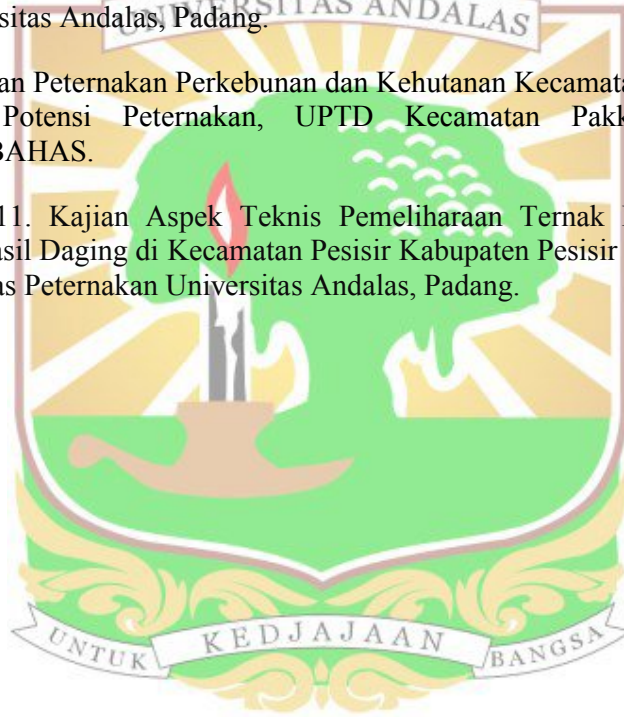 sitas Andalas, Padang.
UNIVERSITAS ANDALAS
an Peternakan Perkebunan dan Kehutanan Kecamata
Potensi Peternakan, UPTD Kecamatan Pakk
BAHAS.
11. Kajian Aspek Teknis Pemeliharaan Ternak
asil Daging di Kecamatan Pesisir Kabupaten Pesisir
as Peternakan Universitas Andalas, Padang.
UNTUK KEDJAJAAN BANGSA